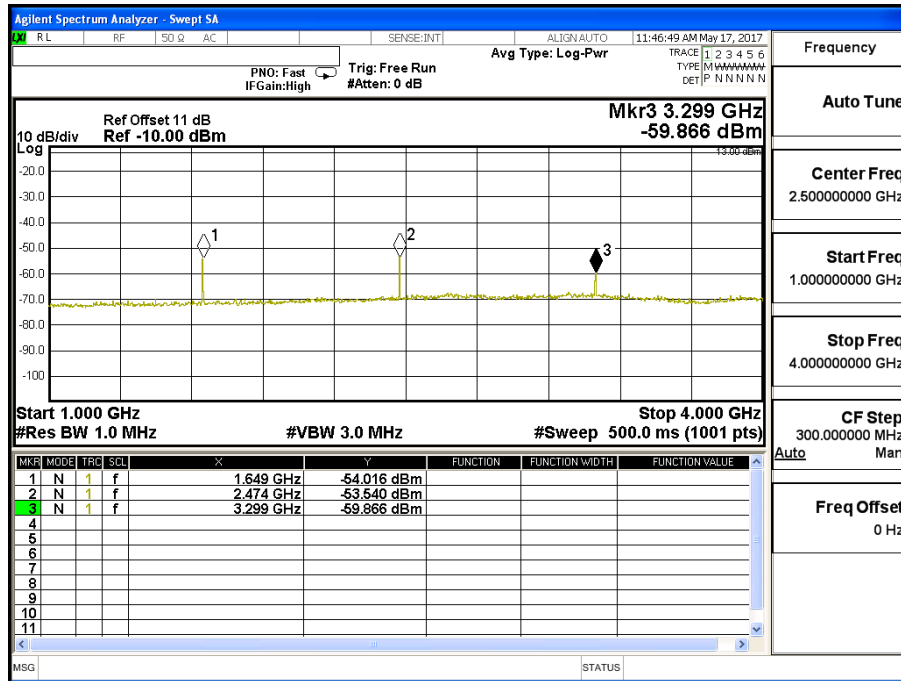 Agilent Spectrum Analyzer - Swept SA
LXI RL RF 50 Ω AC SENSE:INT ALIGN AUTO 11:46:49 AM May 17, 2017
Avg Type: Log-Pwr
TRACE 1 2 3 4 5 6
PNO: Fast Trig: Free Run
TYPE MWWWWW
IFGain:High #Atten: 0 dB
DET P N N N N N
Mkr3 3.299 GHz
-59.866 dBm
Ref Offset 11 dB
10 dB/div Ref -10.00 dBm
Log
13.00 dBm
-20.0
-30.0
-40.0
-50.0
-60.0
-70.0
-80.0
-90.0
-100
1
2
3
Start 1.000 GHz Stop 4.000 GHz
#Res BW 1.0 MHz #VBW 3.0 MHz #Sweep 500.0 ms (1001 pts)
MKR MODE TRC SCL X Y FUNCTION FUNCTION WIDTH FUNCTION VALUE
1 N 1 f 1.649 GHz -54.016 dBm
2 N 1 f 2.474 GHz -53.540 dBm
3 N 1 f 3.299 GHz -59.866 dBm
4
5
6
7
8
9
10
11
MSG STATUS
Frequency
Auto Tune
Center Freq
2.500000000 GHz
Start Freq
1.000000000 GHz
Stop Freq
4.000000000 GHz
CF Step
300.000000 MHz
Auto Man
Freq Offset
0 Hz